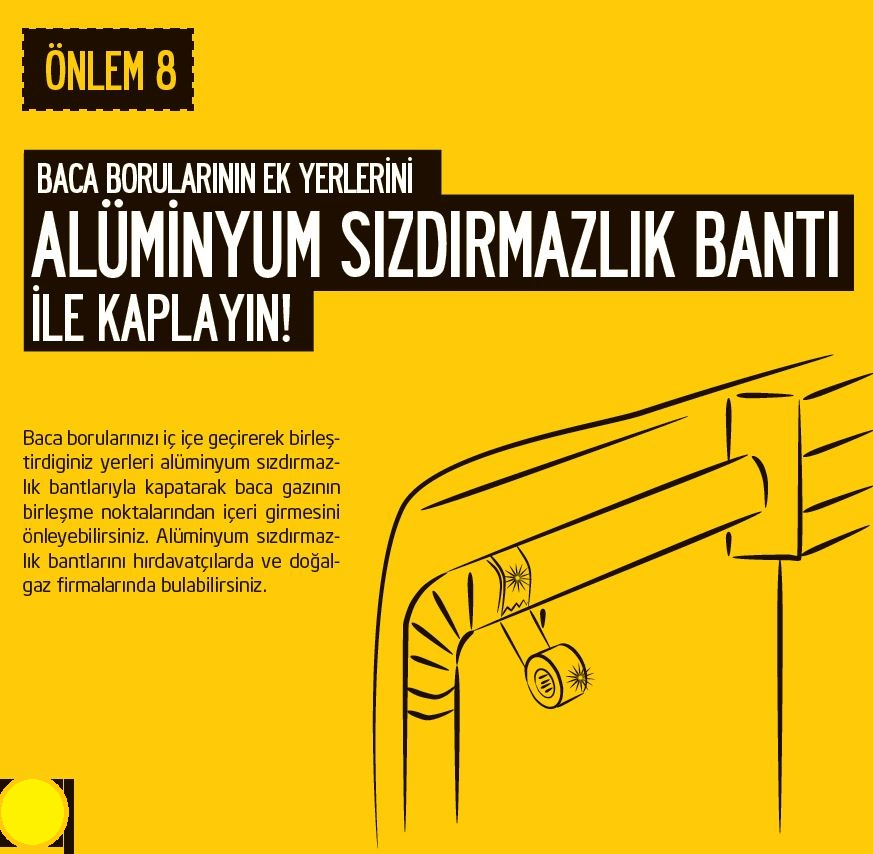 ÖNLEM 8
BACA BORULARININ EK YERLERİNİ
ALÜMİNYUM SIZDIRMAZLIK BANTI
İLE KAPLAYIN!
Baca borularınızı iç içe geçirerek birleş-
tirdiginiz yerleri alüminyum sızdırmaz-
lık bantlarıyla kapatarak baca gazının
birleşme noktalarından içeri girmesini
önleyebilirsiniz. Alüminyum sızdırmaz-
lık bantlarını hırdavatçılarda ve doğal-
gaz firmalarında bulabilirsiniz.